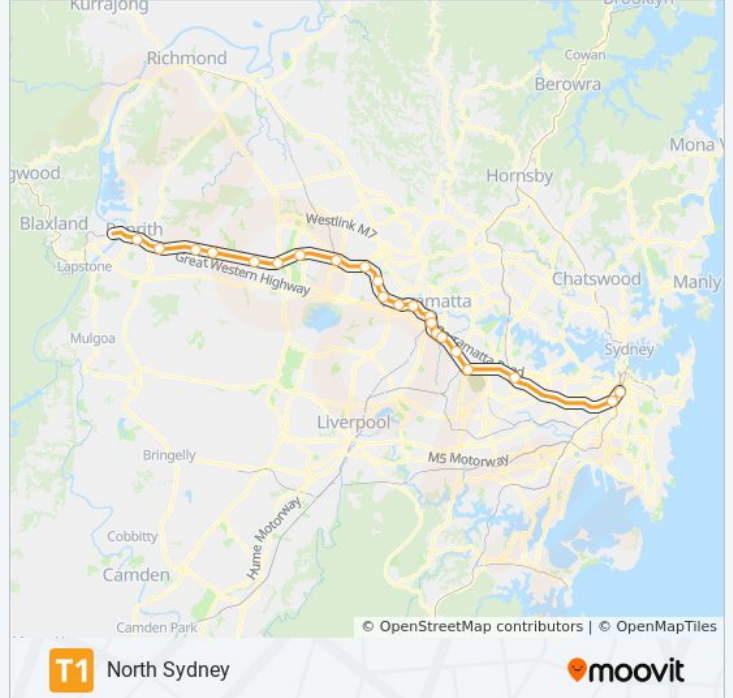 Kurrajong
Brooklyn
Richmond
Cowan
Berowra
Mona V
gwood
Hornsby
Westlink M7
Blaxland
Penrith
Lapstone
Great Western Highway
Chatswood
Manly
amatta
Mulgoa
Parramatta Road
Sydney
Liverpool
M5 Motorway
Bringelly
Hume Motorway
Cobbitty
Camden
Camden Park
© OpenStreetMap contributors | © OpenMapTiles
T1 North Sydney
moovit